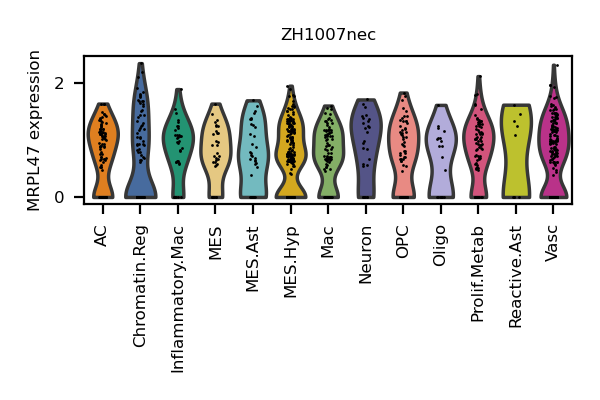 ZH1007nec
MRPL47 expression
2
0
AC
Chromatin.Reg
Inflammatory.Mac
MES
MES.Ast
MES.Hyp
Mac
Neuron
OPC
Oligo
Prolif.Metab
Reactive.Ast
Vasc